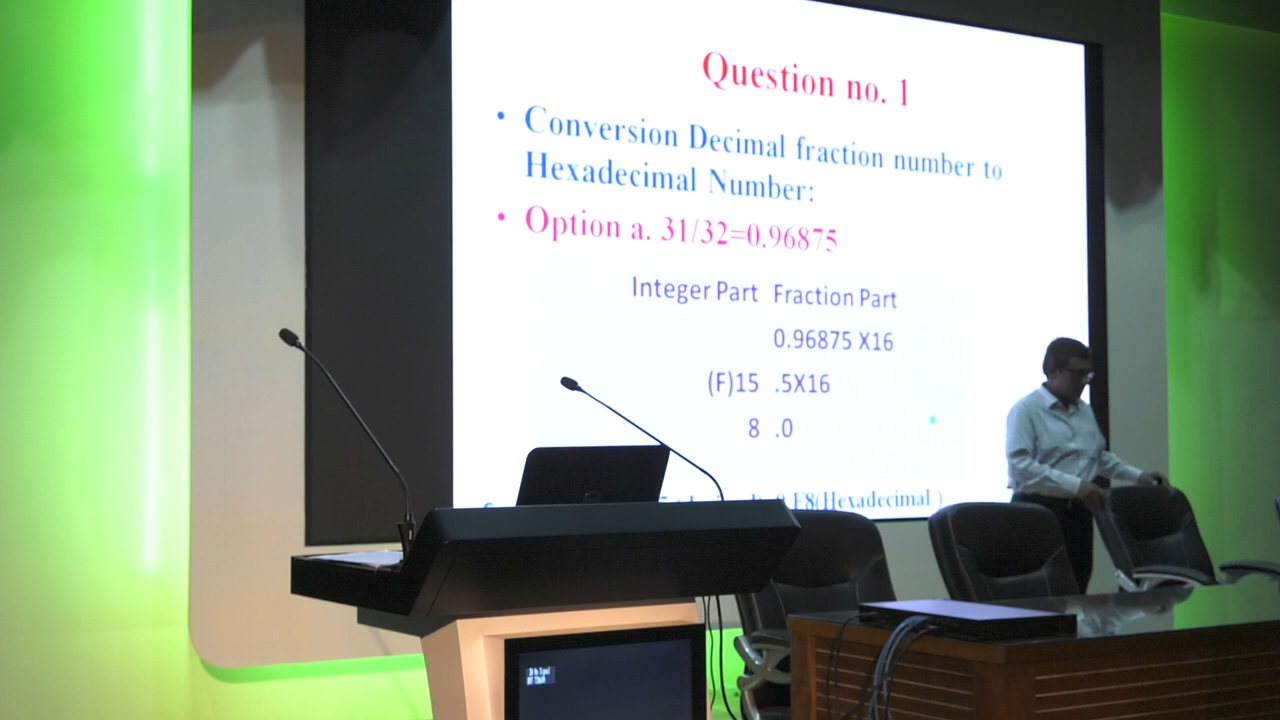 Question no. 1
• Conversion Decimal fraction number to
Hexadecimal Number:
• Option a. 31/32=0.96875
Integer Part Fraction Part
0.96875 X16
(F)15 .5X16
8 .0
(Hexadecimal )